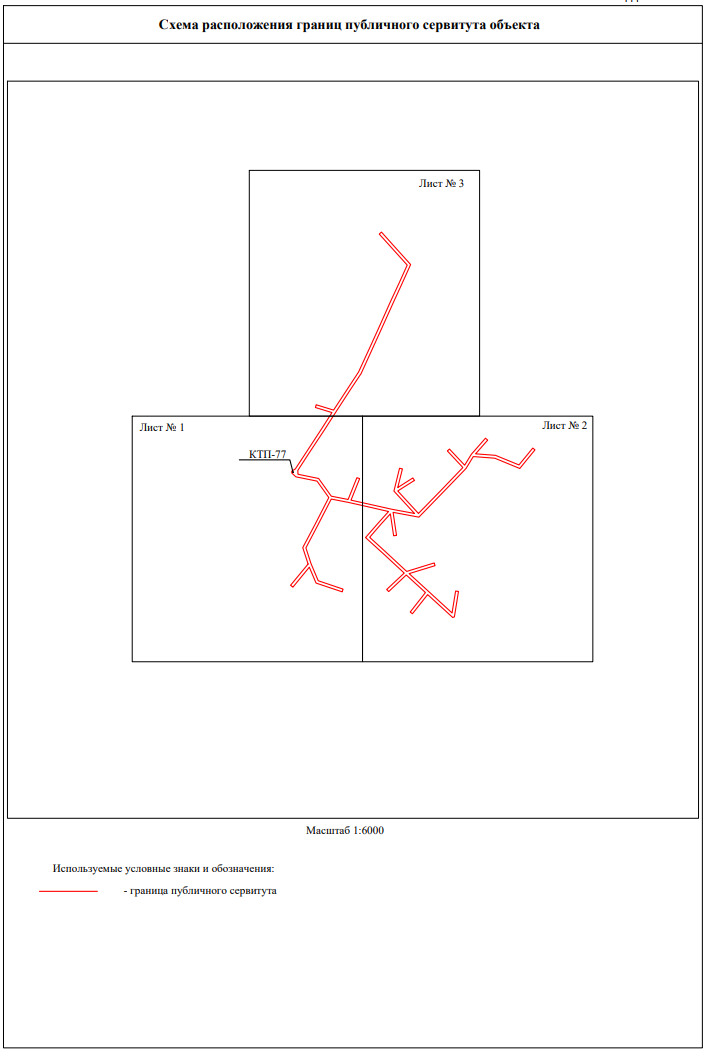 Схема расположения границ публичного сервитута объекта
Лист № 3
Лист № 1
Лист № 2
КТП-77
Масштаб 1:6000
Используемые условные знаки и обозначения:
- граница публичного сервитута